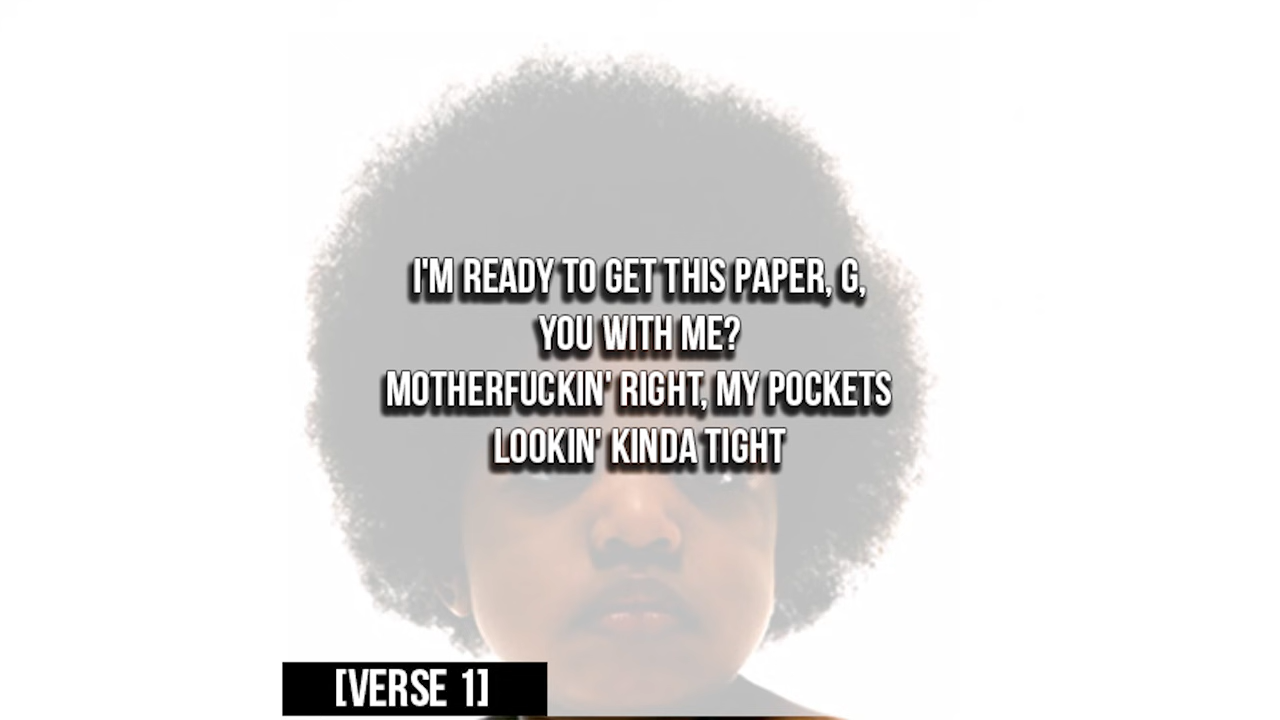 I'M READY TO GET THIS PAPER, G,
YOU WITH ME?
MOTHERFUCKIN' RIGHT, MY POCKETS
LOOKIN' KINDA TIGHT
[VERSE 1]